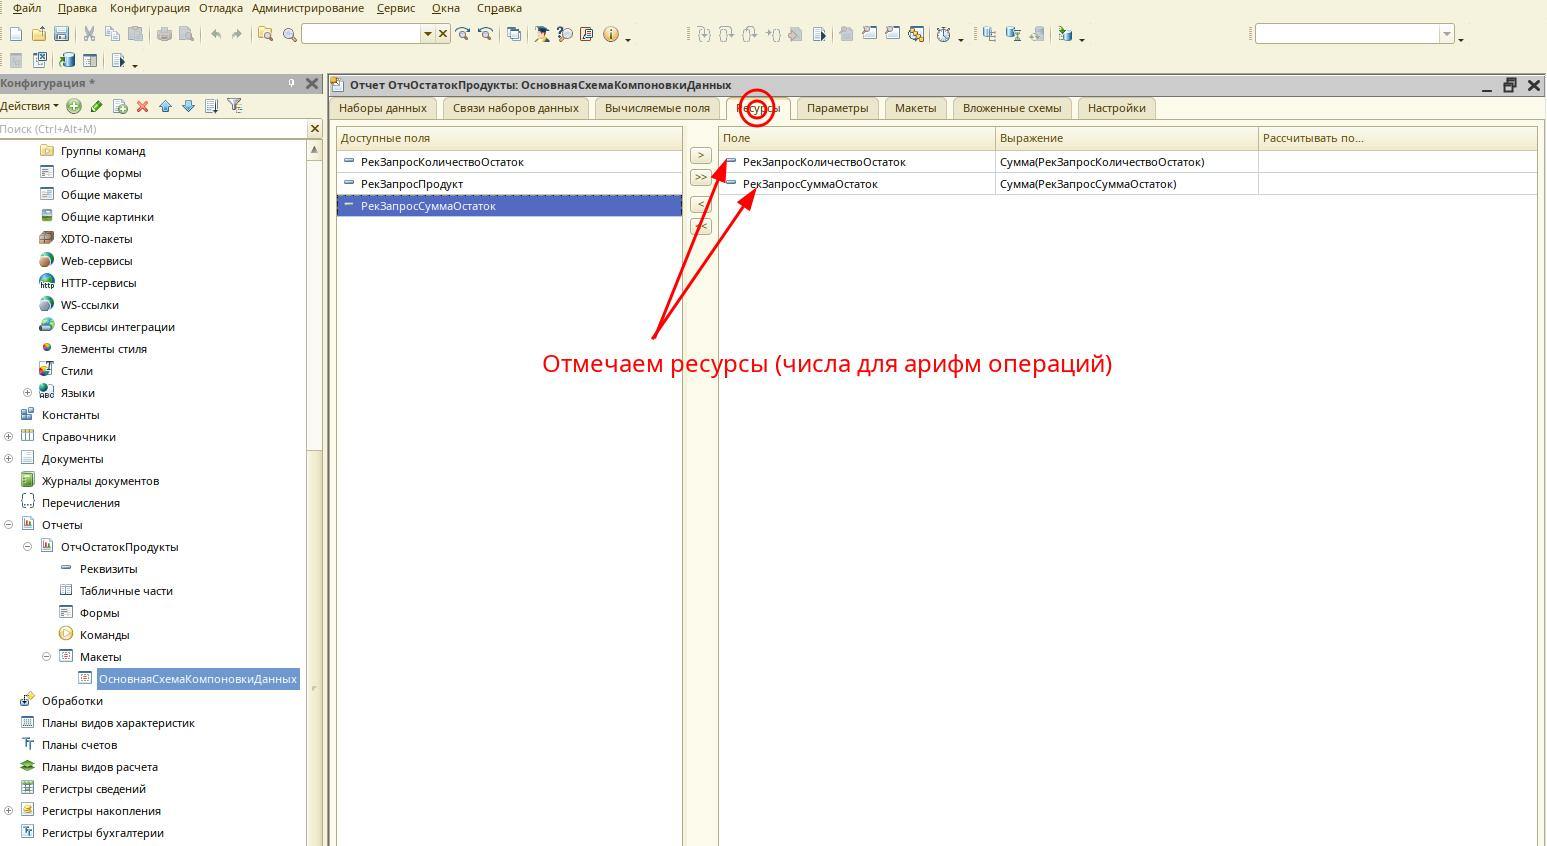 Файл Правка Конфигурация Отладка Администрирование Сервис Окна Справка
Конфигурация *
Действия
Поиск (Ctrl+Alt+M)
Группы команд
Общие формы
Общие макеты
Общие картинки
XDTO-пакеты
Web-сервисы
HTTP-сервисы
WS-ссылки
Сервисы интеграции
Элементы стиля
Стили
Языки
Константы
Справочники
Документы
Журналы документов
Перечисления
Отчеты
ОтчОстатокПродукты
Реквизиты
Табличные части
Формы
Команды
Макеты
ОсновнаяСхемаКомпоновкиДанных
Обработки
Планы видов характеристик
Планы счетов
Планы видов расчета
Регистры сведений
Регистры накопления
Регистры бухгалтерии
Отчет ОтчОстатокПродукты: ОсновнаяСхемаКомпоновкиДанных
Наборы данных Связи наборов данных Вычисляемые поля Ресурсы Параметры Макеты Вложенные схемы Настройки
Доступные поля
РекЗапросКоличествоОстаток
РекЗапросПродукт
РекЗапросСуммаОстаток
> 
>>
<
<<
Поле Выражение Рассчитывать по...
РекЗапросКоличествоОстаток Сумма(РекЗапросКоличествоОстаток)
РекЗапросСуммаОстаток Сумма(РекЗапросСуммаОстаток)
Отмечаем ресурсы (числа для арифм операций)